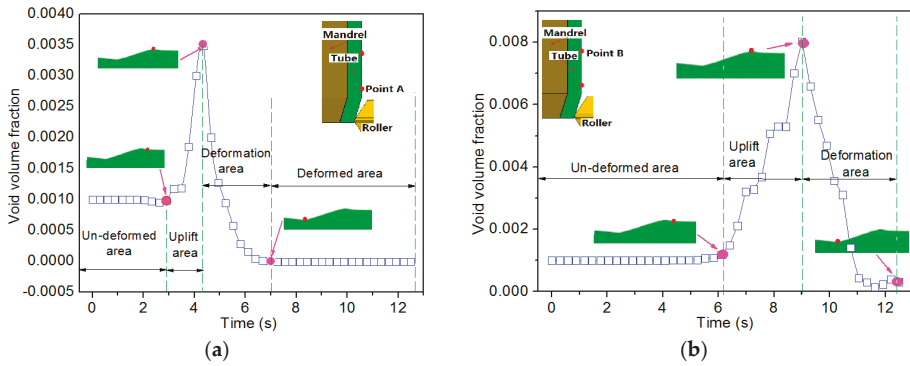 0.0040
0.0035
0.0030
0.0025
0.0020
0.0015
0.0010
0.0005
0.0000
-0.0005
Void volume fraction
0 2 4 6 8 10 12
Time (s)
Un-deformed area
Uplift area
Deformation area
Deformed area
Mandrel
Tube
Point A
Roller
(a)
0.008
0.006
0.004
0.002
0.000
Void volume fraction
0 2 4 6 8 10 12
Time (s)
Mandrel
Tube
Point B
Roller
Un-deformed area
Uplift area
Deformation area
(b)